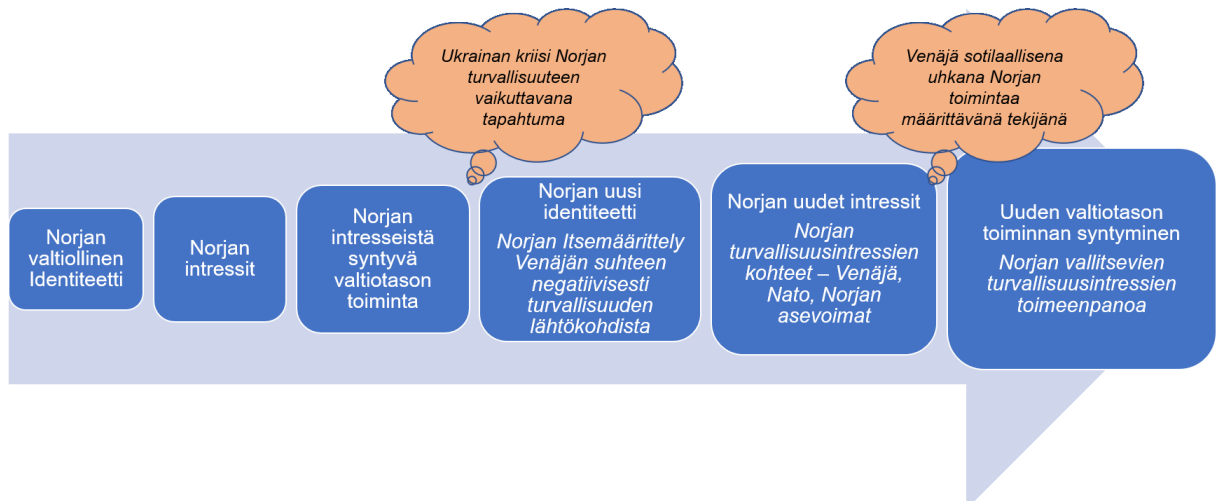 Ukrainan kriisi Norjan
turvallisuuteen
vaikuttavana
tapahtuma
Venäjä sotilaallisena
uhkana Norjan
toimintaa
määrittävänä tekijänä
Norjan
valtiollinen
Identiteetti
Norjan
intressit
Norjan
intresseistä
syntyvä
valtiotason
toiminta
Norjan uusi
identiteetti
Norjan Itsemäärittely
Venäjän suhteen
negatiivisesti
turvallisuuden
lähtökohdista
Norjan uudet intressit
Norjan
turvallisuusintressien
kohteet – Venäjä,
Nato, Norjan
asevoimat
Uuden valtiotason
toiminnan syntyminen
Norjan vallitsevien
turvallisuusintressien
toimeenpanoa